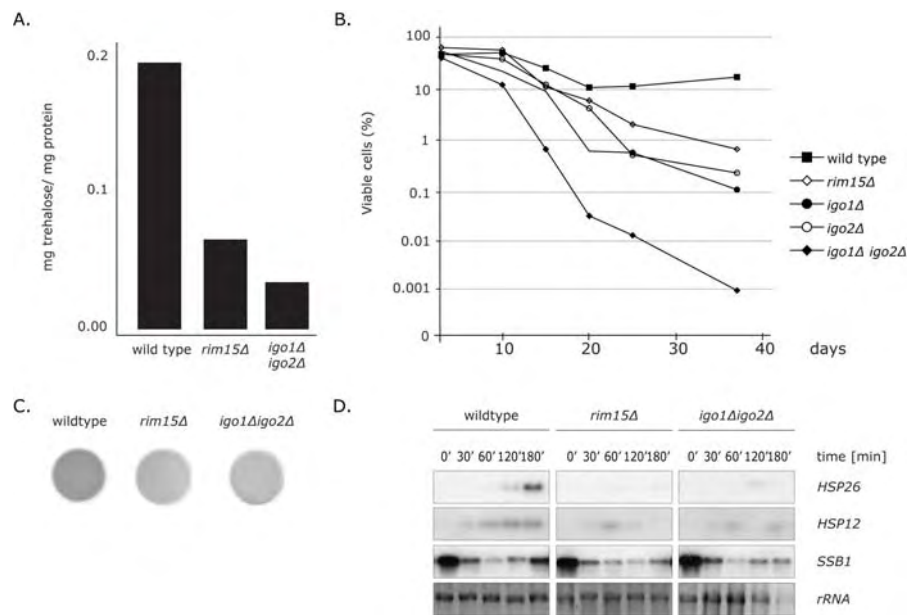 A.
0.2
0.1
0.00
mg trehalose/ mg protein
wild type
rim15Δ
igo1Δ
igo2Δ
B.
100
10
1
0.1
0.01
0.001
0
Viable cells (%)
10
20
30
40
days
wild type
rim15Δ
igo1Δ
igo2Δ
igo1Δ igo2Δ
C.
wildtype rim15Δ igo1Δigo2Δ
D.
wildtype rim15Δ igo1Δigo2Δ
0' 30' 60' 120'180' 0' 30' 60' 120'180' 0' 30' 60' 120'180' time [min]
HSP26
HSP12
SSB1
rRNA